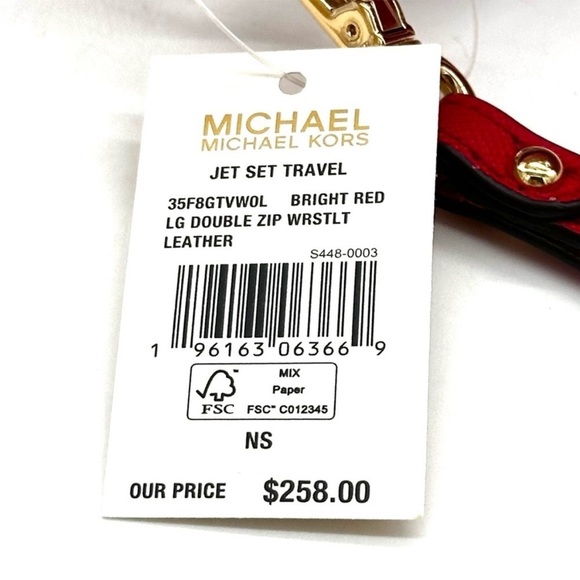 MICHAEL
MICHAEL KORS
JET SET TRAVEL
35F8GTVW0L BRIGHT RED
LG DOUBLE ZIP WRSTLT
LEATHER
S448-0003
1 96163 06366 9
FSC
MIX
Paper
FSC™ C012345
NS
OUR PRICE $258.00